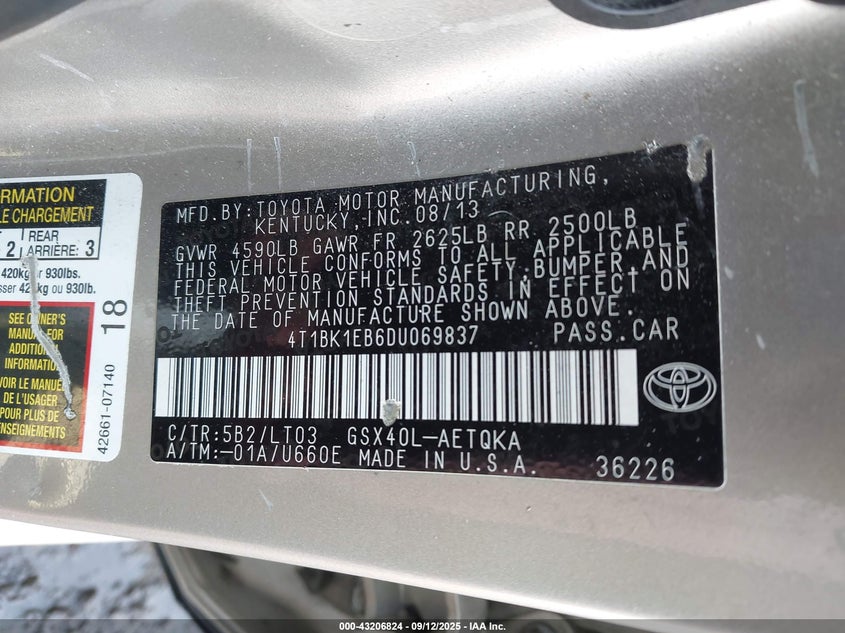 RMATION
E CHARGEMENT
2 REAR ARRIÈRE: 3
420kg or 930lbs.
sser 420kg ou 930lb.
SEE OWNER'S
MANUAL FOR
ADDITIONAL
INFORMATION
VOIR LE MANUEL
POUR PLUS DE
RENSEIGNEMENTS
18
42661-07140
MFD. BY: TOYOTA MOTOR MANUFACTURING,
KENTUCKY, INC. 08/13
GVWR 4590LB GAWR FR 2625LB RR 2500LB
THIS VEHICLE CONFORMS TO ALL APPLICABLE
FEDERAL MOTOR VEHICLE SAFETY, BUMPER AND
THEFT PREVENTION STANDARDS IN EFFECT ON
THE DATE OF MANUFACTURE SHOWN ABOVE.
4T1BK1EB6DU069837 PASS.CAR
C/TR:5B2/LT03 GSX40L-AETQKA
A/TM:-01A/U660E MADE IN U.S.A. 36226
000-43206824 - 09/12/2025 - IAA, Inc.